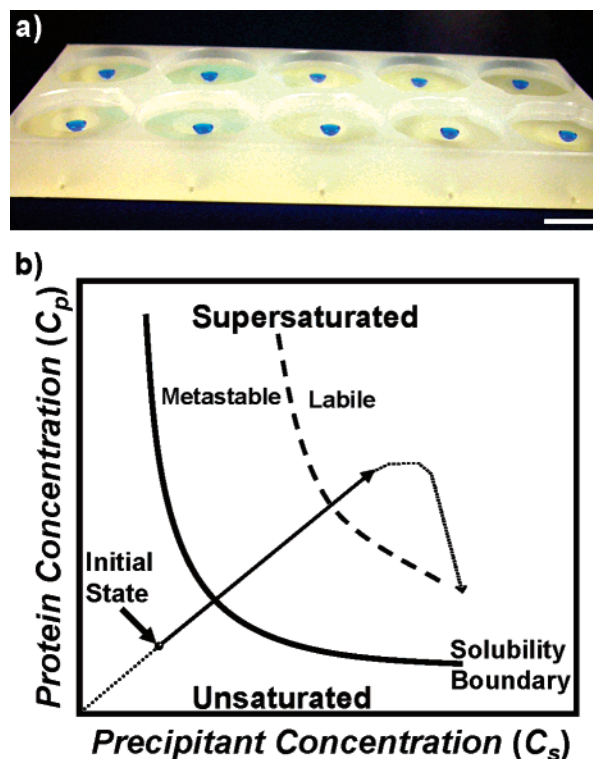 a)
b)
Protein Concentration (Cp)
Supersaturated
Metastable
Labile
Initial
State
Solubility
Boundary
Unsaturated
Precipitant Concentration (Cs)